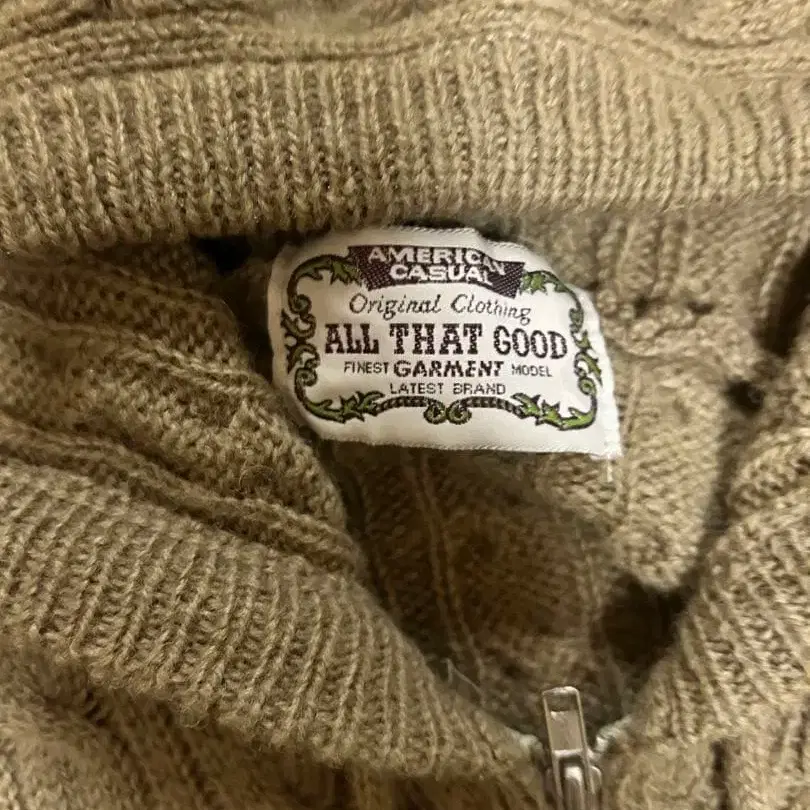 AMERICAN
CASUAL
Original Clothing
ALL THAT GOOD
FINEST GARMENT MODEL
LATEST BRAND